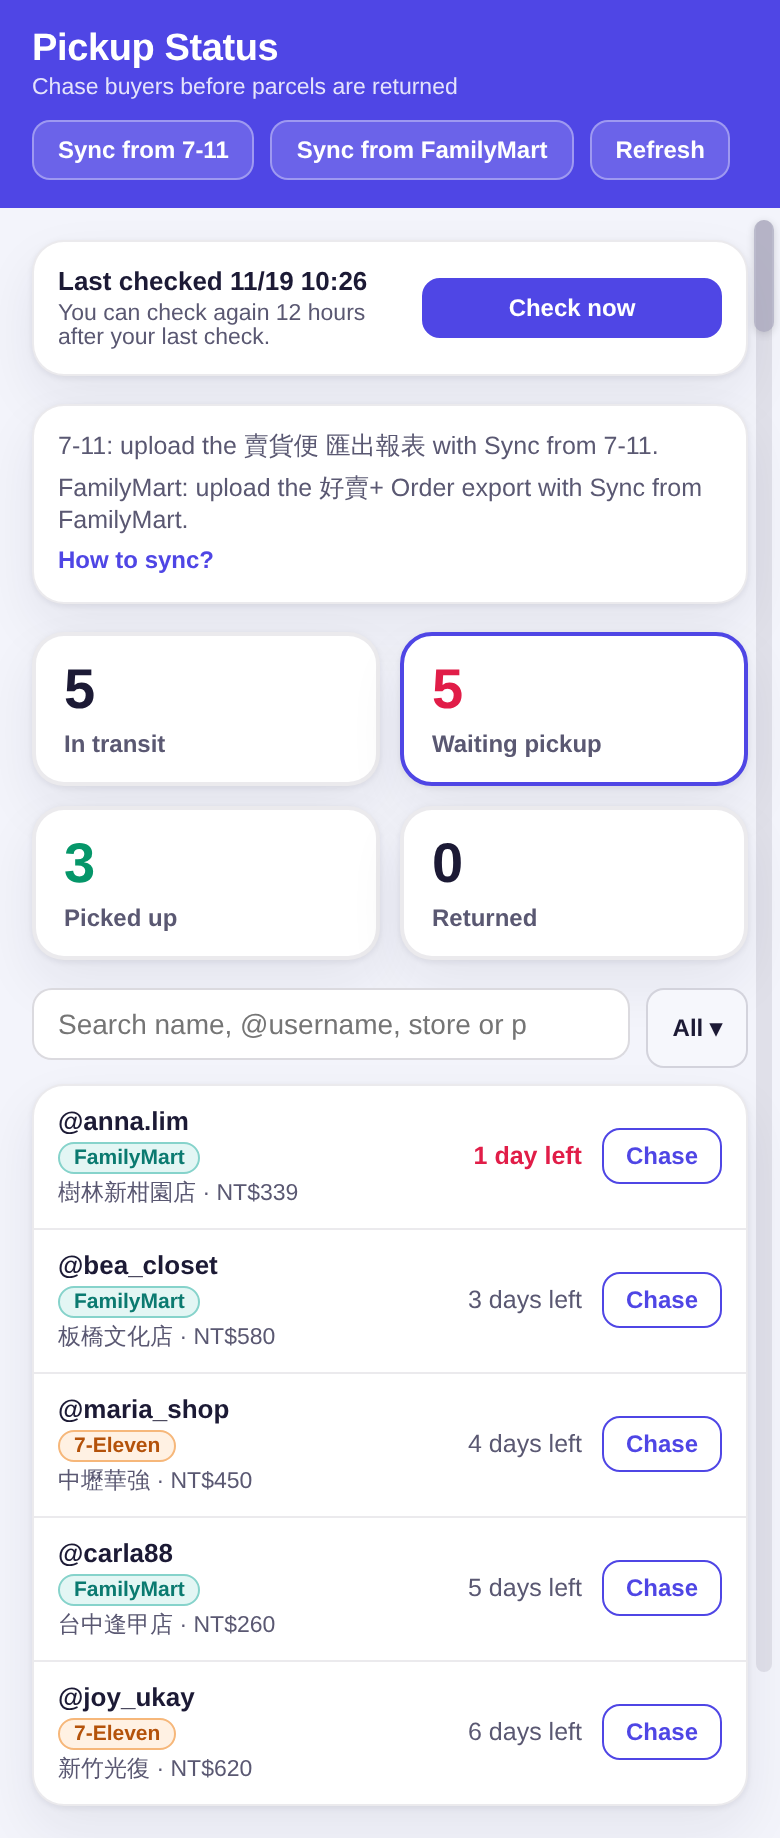 Pickup Status
Chase buyers before parcels are returned
Sync from 7-11
Sync from FamilyMart
Refresh
Last checked 11/19 10:26
You can check again 12 hours
after your last check.
Check now
7-11: upload the 賣貨便 匯出報表 with Sync from 7-11.
FamilyMart: upload the 好賣+ Order export with Sync from
FamilyMart.
How to sync?
5
In transit
5
Waiting pickup
3
Picked up
0
Returned
Search name, @username, store or p
All ▾
@anna.lim
FamilyMart
樹林新柑園店 · NT$339
1 day left
Chase
@bea_closet
FamilyMart
板橋文化店 · NT$580
3 days left
Chase
@maria_shop
7-Eleven
中壢華強 · NT$450
4 days left
Chase
@carla88
FamilyMart
台中逢甲店 · NT$260
5 days left
Chase
@joy_ukay
7-Eleven
新竹光復 · NT$620
6 days left
Chase